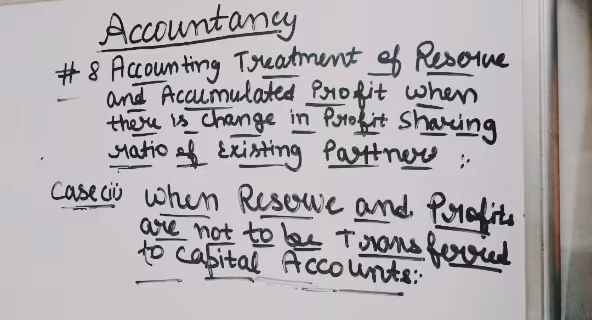 Accountancy
# 8 Accounting Treatment of Reserve
and Accumulated Profit when
there is change in Profit Sharing
ratio of Existing Partners :
Case (ii) when Reserve and Profits
are not to be Transferred
to Capital Accounts: